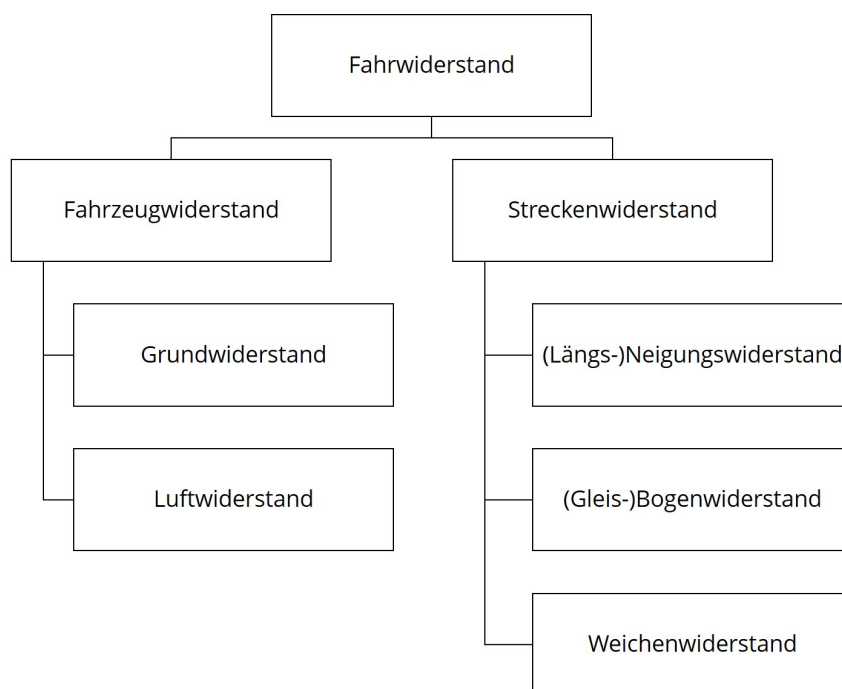 Fahrwiderstand
Fahrzeugwiderstand
Streckenwiderstand
Grundwiderstand
(Längs-)Neigungswiderstand
Luftwiderstand
(Gleis-)Bogenwiderstand
Weichenwiderstand